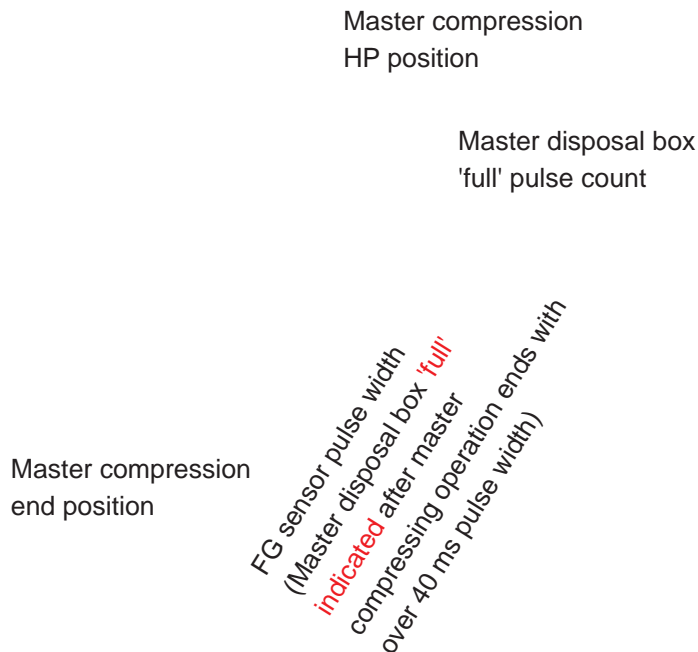 Master compression
HP position
Master disposal box
'full' pulse count
FG sensor pulse width
(Master disposal box 'full'
indicated after master
compressing operation ends with
over 40 ms pulse width)
Master compression
end position